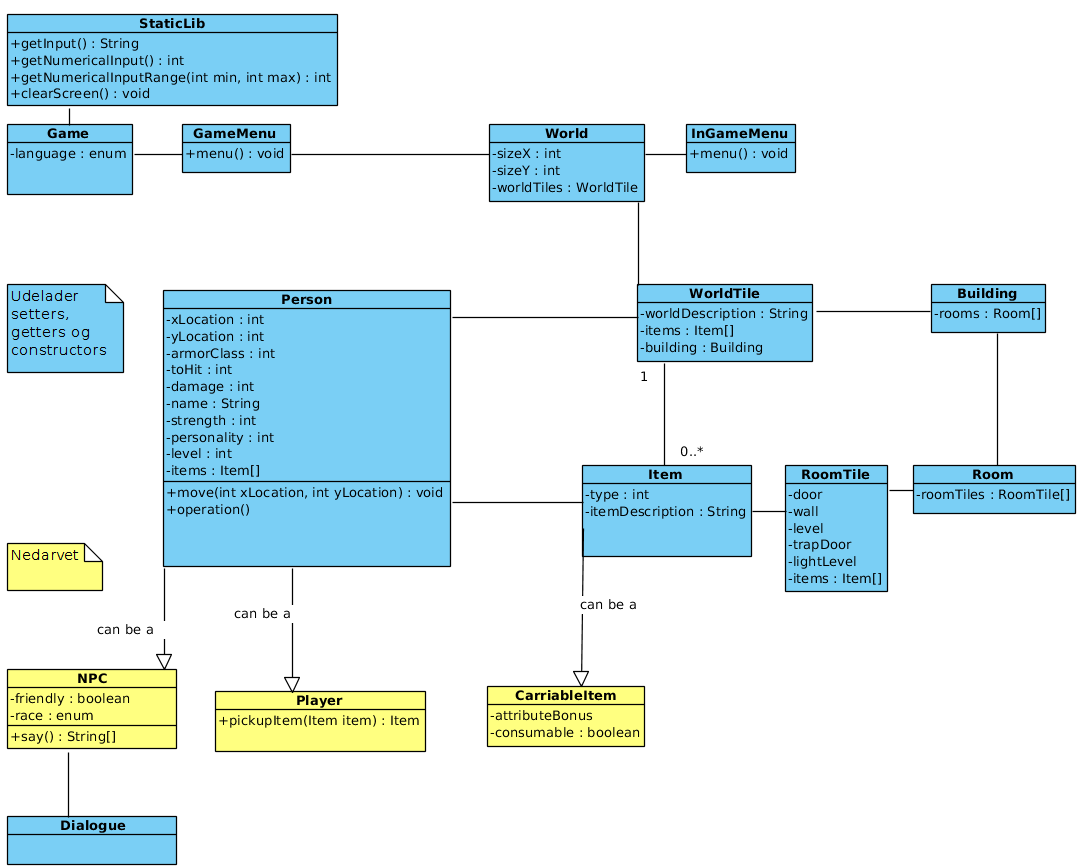 StaticLib
+getInput() : String
+getNumericalInput() : int
+getNumericalInputRange(int min, int max) : int
+clearScreen() : void
Game
-language : enum
GameMenu
+menu() : void
World
-sizeX : int
-sizeY : int
-worldTiles : WorldTile
InGameMenu
+menu() : void
Udelader
setters,
getters og
constructors
Person
-xLocation : int
-yLocation : int
-armorClass : int
-toHit : int
-damage : int
-name : String
-strength : int
-personality : int
-level : int
-items : Item[]
+move(int xLocation, int yLocation) : void
+operation()
WorldTile
-worldDescription : String
-items : Item[]
-building : Building
Building
-rooms : Room[]
1
0..*
Item
-type : int
-itemDescription : String
RoomTile
-door
-wall
-level
-trapDoor
-lightLevel
-items : Item[]
Room
-roomTiles : RoomTile[]
Nedarvet
can be a
can be a
can be a
NPC
-friendly : boolean
-race : enum
+say() : String[]
Player
+pickupItem(Item item) : Item
CarriableItem
-attributeBonus
-consumable : boolean
Dialogue